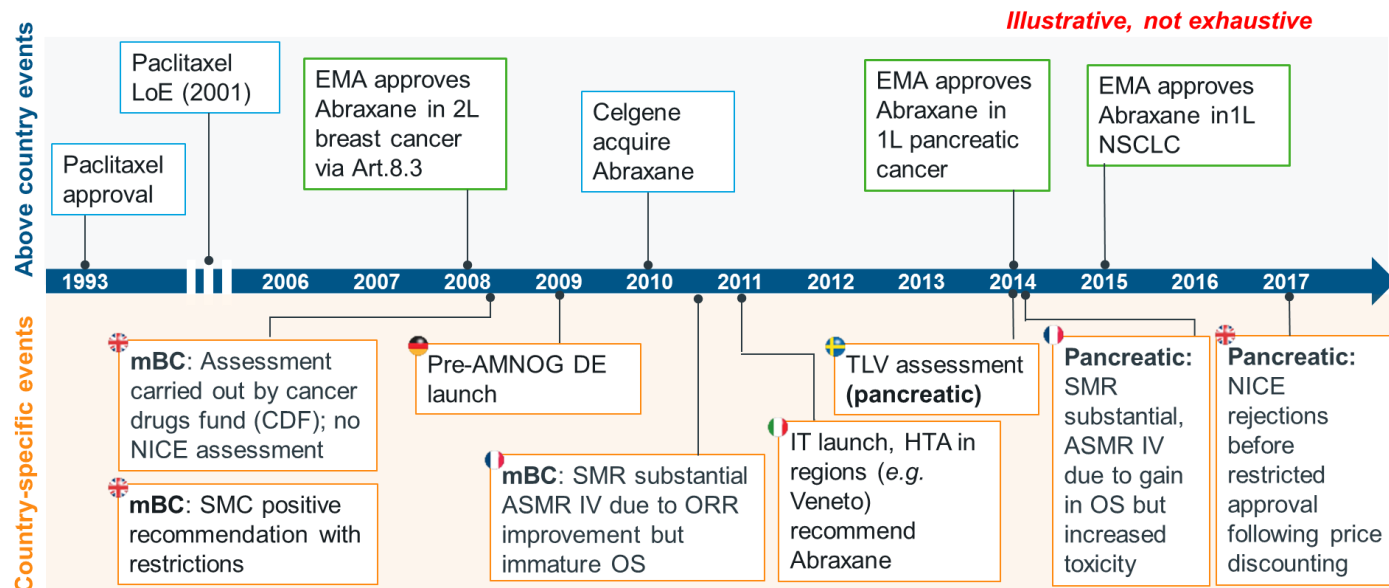 Illustrative, not exhaustive
Above country events
Paclitaxel
approval
Paclitaxel
LoE (2001)
EMA approves
Abraxane in 2L
breast cancer
via Art.8.3
Celgene
acquire
Abraxane
EMA approves
Abraxane in
1L pancreatic
cancer
EMA approves
Abraxane in1L
NSCLC
1993
2006
2007
2008
2009
2010
2011
2012
2013
2014
2015
2016
2017
Country-specific events
mBC: Assessment
carried out by cancer
drugs fund (CDF); no
NICE assessment
mBC: SMC positive
recommendation with
restrictions
Pre-AMNOG DE
launch
mBC: SMR substantial
ASMR IV due to ORR
improvement but
immature OS
IT launch, HTA in
regions (e.g.
Veneto)
recommend
Abraxane
TLV assessment
(pancreatic)
Pancreatic:
SMR
substantial,
ASMR IV
due to gain
in OS but
increased
toxicity
Pancreatic:
NICE
rejections
before
restricted
approval
following price
discounting